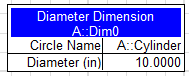 Diameter Dimension
A::Dim0
Circle Name A::Cylinder
Diameter (in) 10.0000